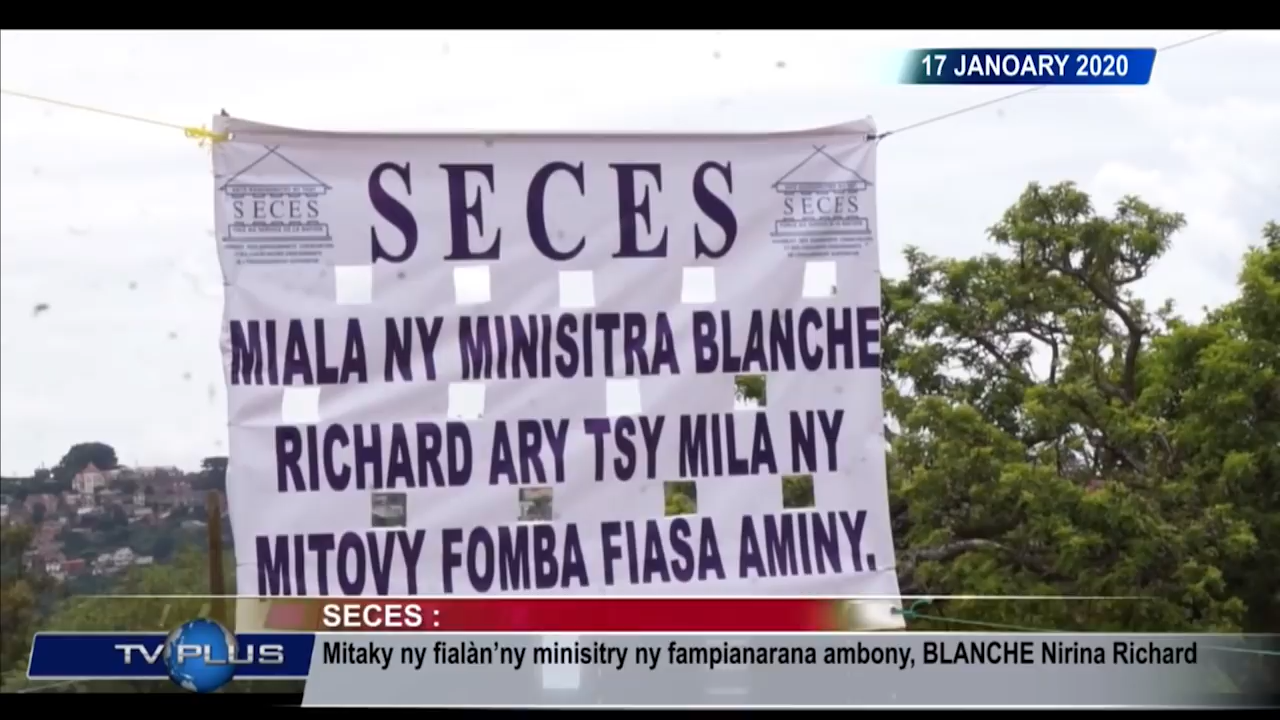 17 JANOARY 2020
SECES
SECES
SECES
MIALA NY MINISITRA BLANCHE
RICHARD ARY TSY MILA NY
MITOVY FOMBA FIASA AMINY.
SECES :
TV PLUS
Mitaky ny fialàn’ny minisitry ny fampianarana ambony, BLANCHE Nirina Richard